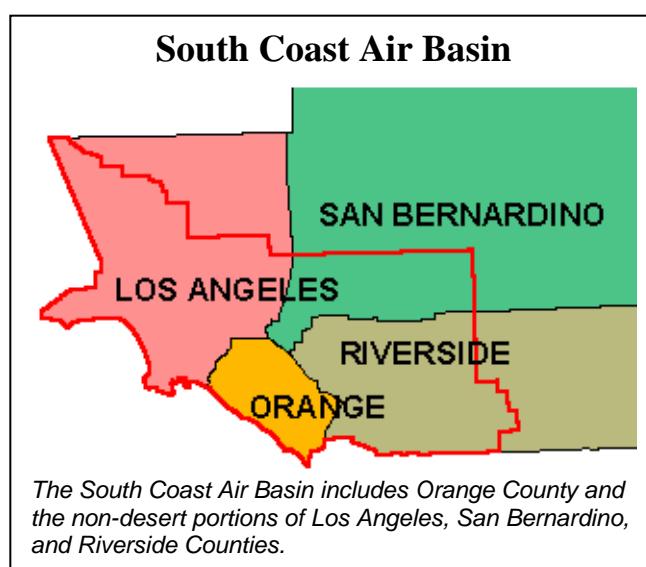 South Coast Air Basin
SAN BERNARDINO
LOS ANGELES
RIVERSIDE
ORANGE
The South Coast Air Basin includes Orange County and
the non-desert portions of Los Angeles, San Bernardino,
and Riverside Counties.